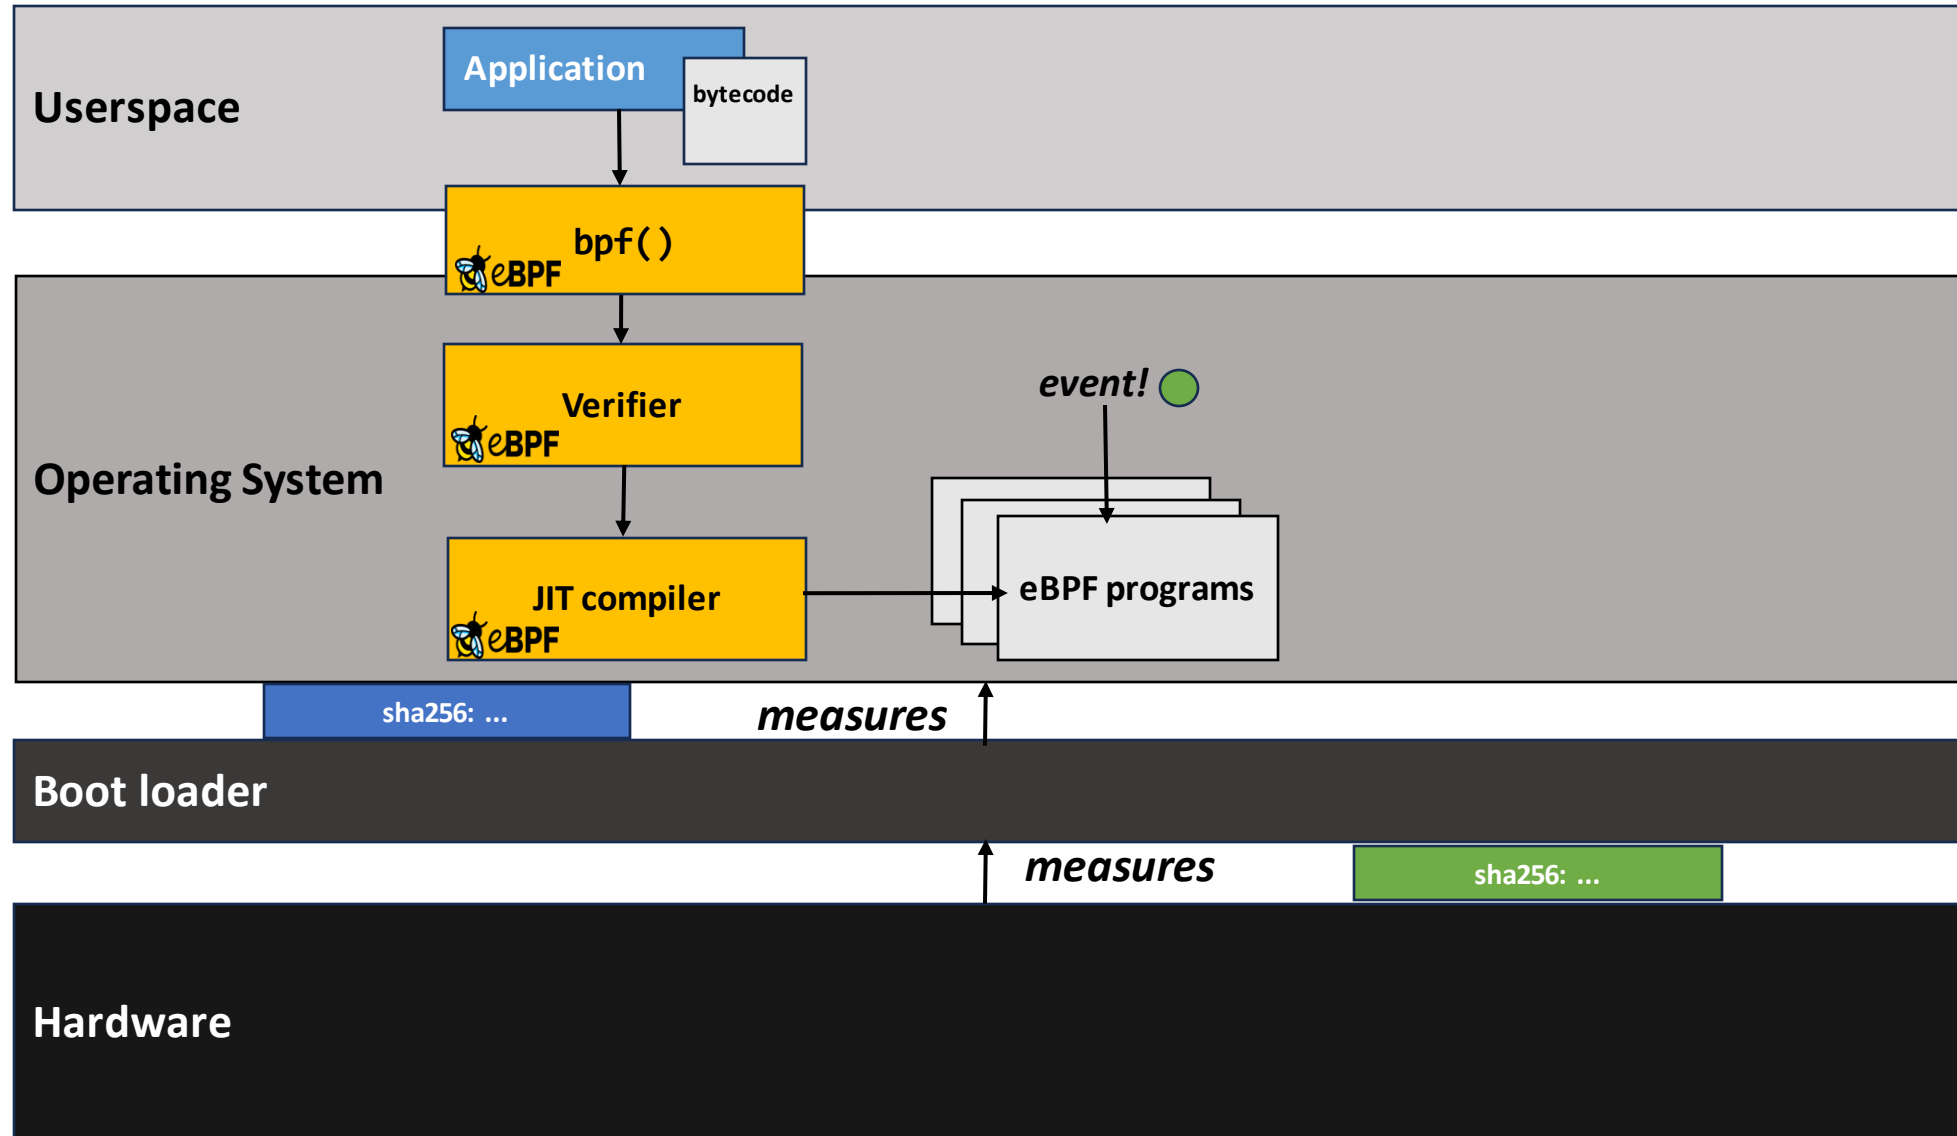 Userspace
Application
bytecode
bpf()
eBPF
Operating System
Verifier
eBPF
event!
JIT compiler
eBPF
eBPF programs
sha256: ...
measures
Boot loader
measures
sha256: ...
Hardware